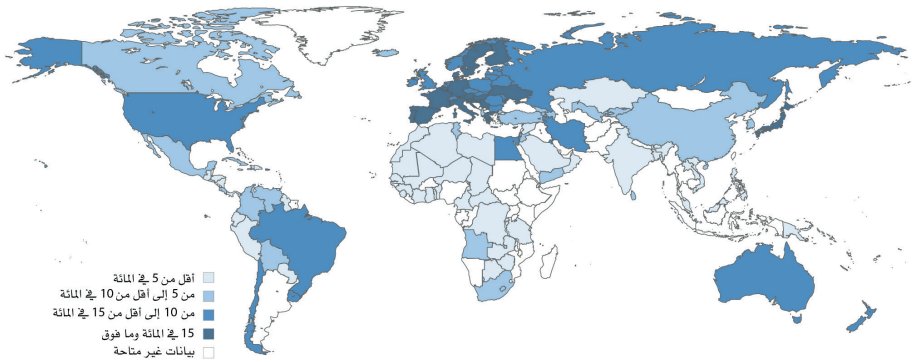 أقل من 5 في المائة
من 5 إلى أقل من 10 في المائة
من 10 إلى أقل من 15 في المائة
15 في المائة وما فوق
بيانات غير متاحة